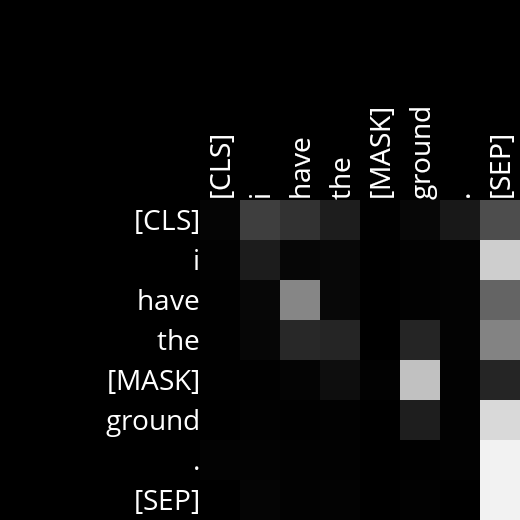 [CLS] i have the [MASK] ground . [SEP]
[CLS]
i
have
the
[MASK]
ground
.
[SEP]